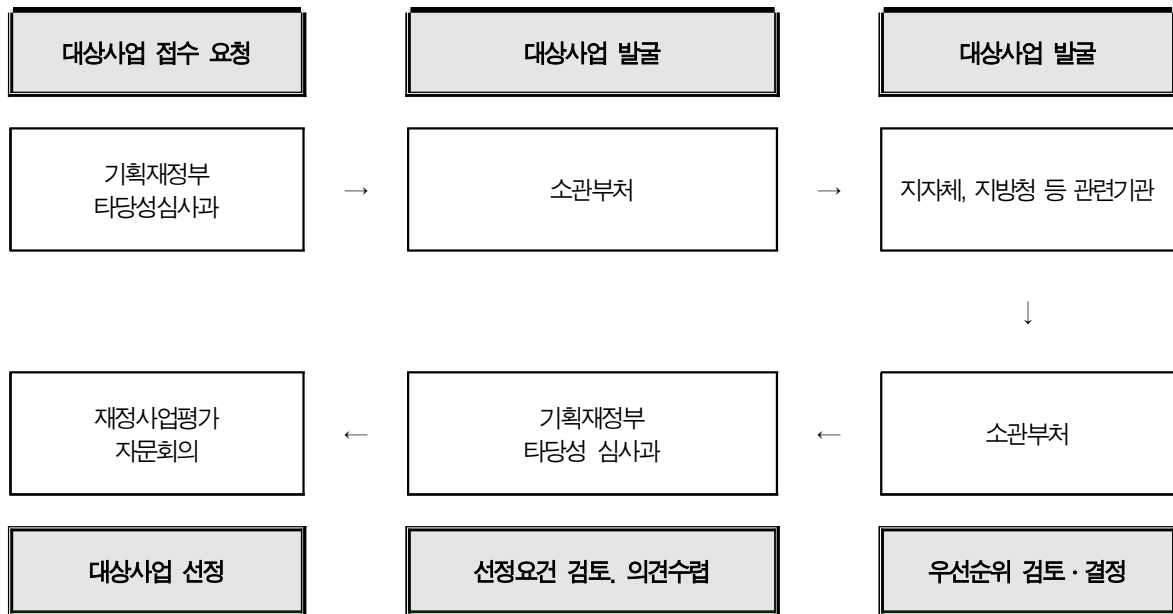 대상사업 접수 요청
대상사업 발굴
대상사업 발굴
기획재정부
타당성심사과
→
소관부처
→
지자체, 지방청 등 관련기관
↓
재정사업평가
자문회의
←
기획재정부
타당성 심사과
←
소관부처
대상사업 선정
선정요건 검토, 의견수렴
우선순위 검토·결정